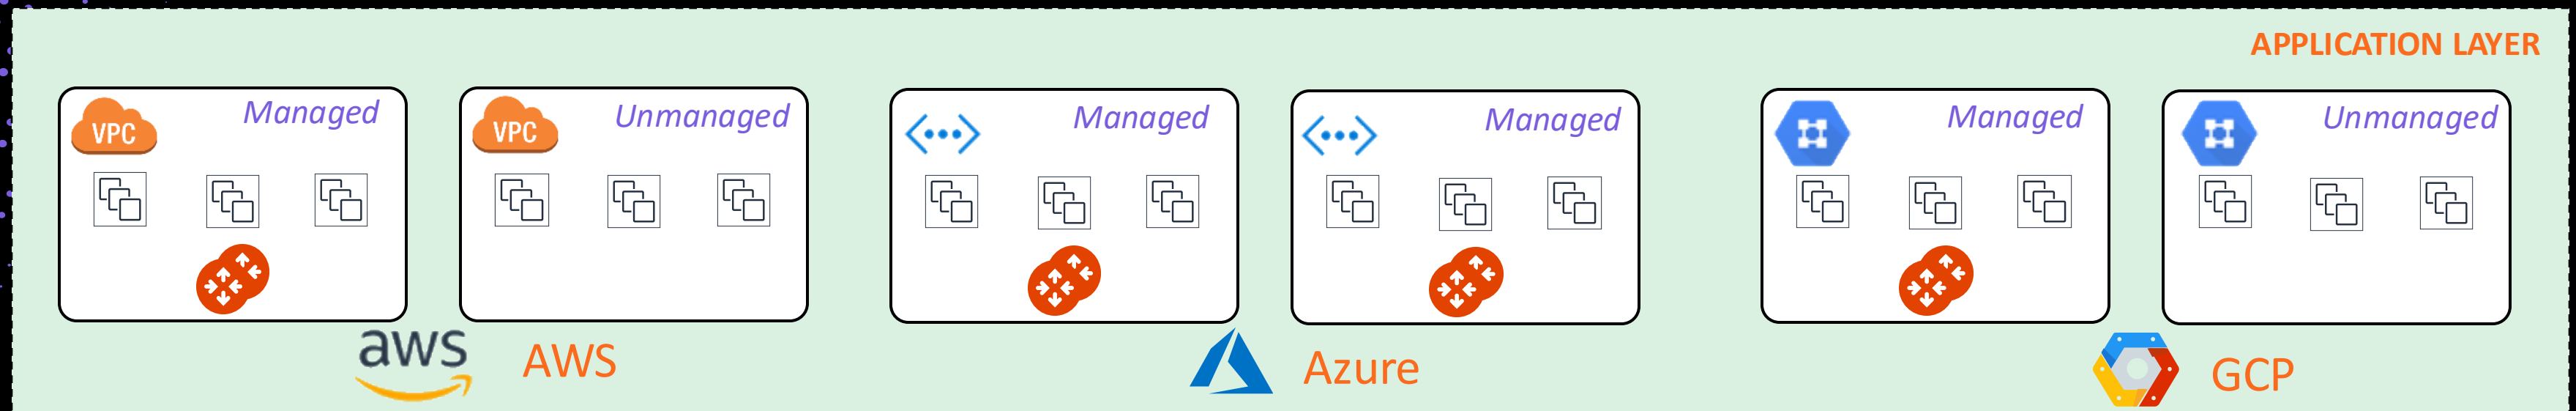 APPLICATION LAYER
VPC
Managed
VPC
Unmanaged
Managed
Managed
Managed
Unmanaged
aws
AWS
Azure
GCP